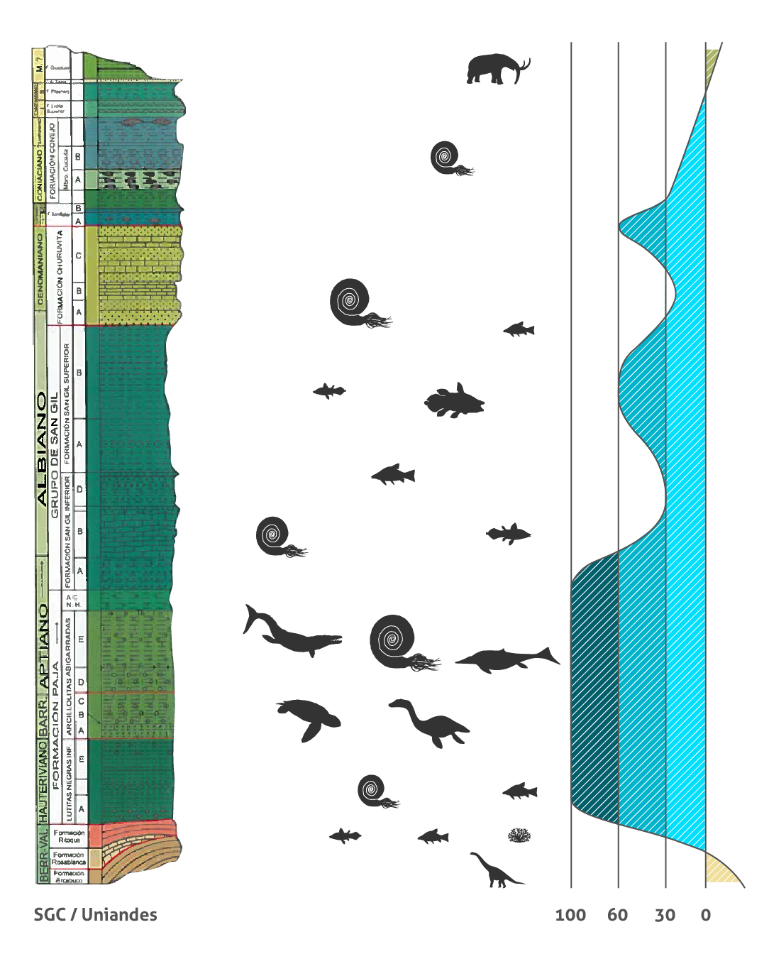 M. ?
CONIACIANO
FORMACIÓN CONEJO
Mbro. Cucaita
B
A
B
A
CENOMANIANO
FORMACIÓN CHURUVITA
C
B
A
ALBIANO
GRUPO DE SAN GIL
FORMACIÓN SAN GIL SUPERIOR
B
A
FORMACIÓN SAN GIL INFERIOR
D
B
A
APTIANO
FORMACIÓN PAJA
A C.
N. H.
ARCILLOLITAS ABIGARRADAS
E
D
C
B
A
BARR.
HAUTERIVIANO
LUTITAS NEGRAS INF.
E
A
BERR-VAL.
Formación
Ritoque
Formación
Rosablanca
Formación
Arcabuco
SGC / Uniandes
100 60 30 0